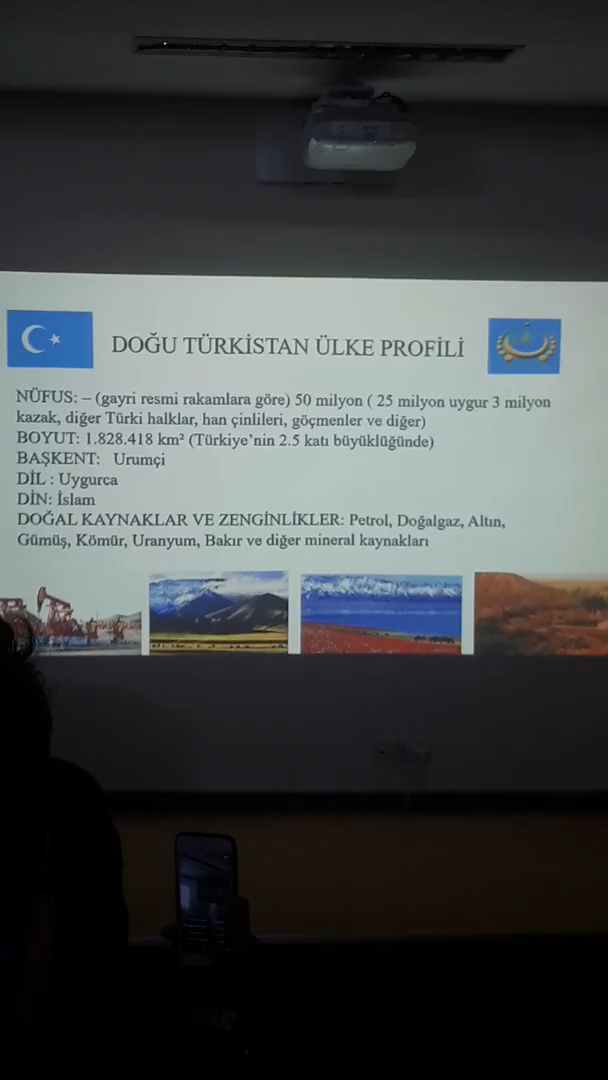 DOĞU TÜRKİSTAN ÜLKE PROFİLİ
NÜFUS: – (gayri resmi rakamlara göre) 50 milyon ( 25 milyon uygur 3 milyon
kazak, diğer Türki halklar, han çinlileri, göçmenler ve diğer)
BOYUT: 1.828.418 km² (Türkiye’nin 2.5 katı büyüklüğünde)
BAŞKENT: Urumçi
DİL : Uygurca
DİN: İslam
DOĞAL KAYNAKLAR VE ZENGİNLİKLER: Petrol, Doğalgaz, Altın,
Gümüş, Kömür, Uranyum, Bakır ve diğer mineral kaynakları